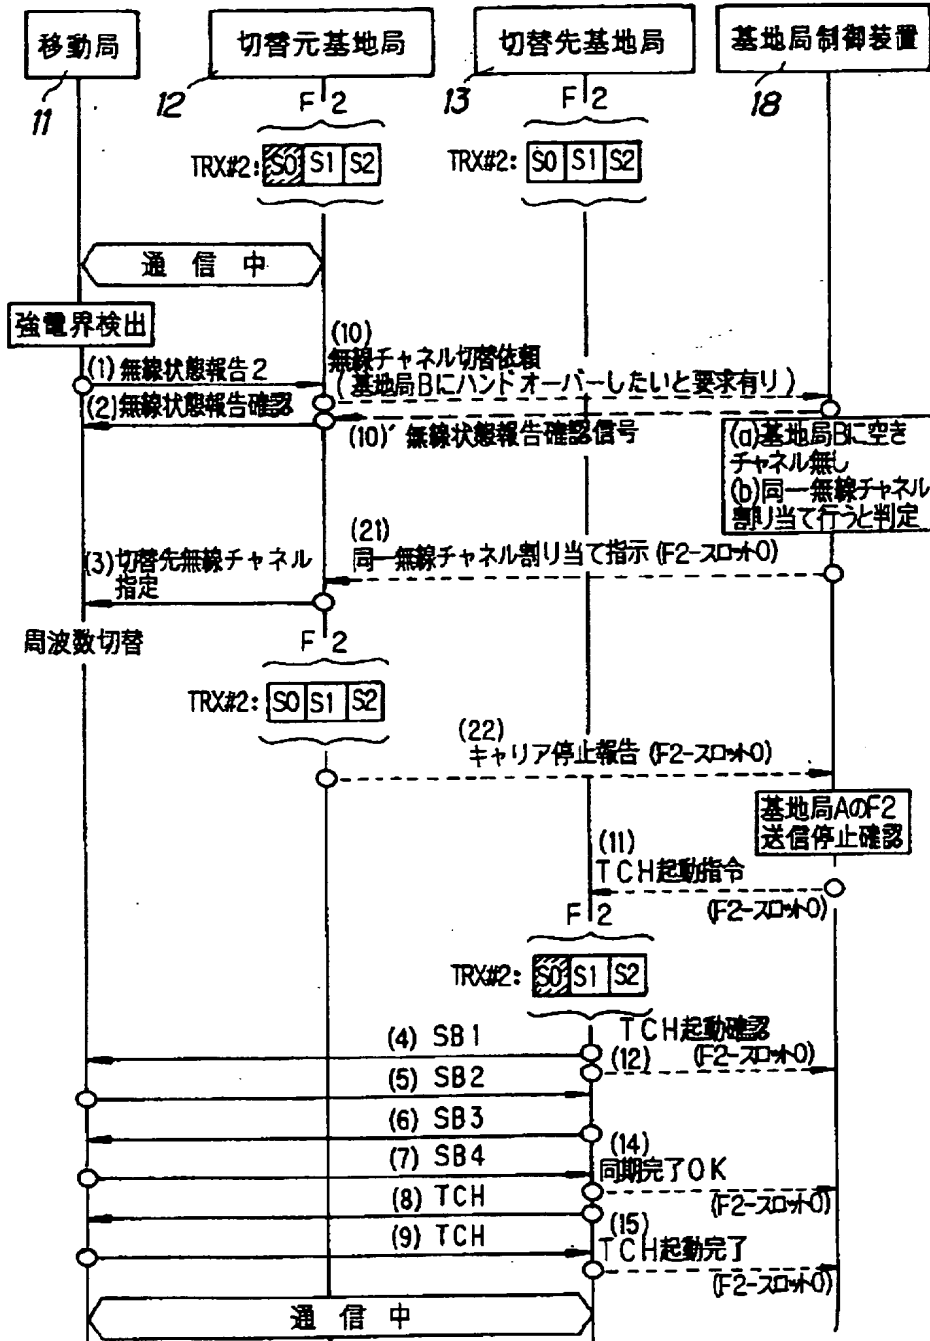 移動局
切替元基地局
切替先基地局
基地局制御装置
11
12
13
18
F2
F2
TRX#2: S0 S1 S2
TRX#2: S0 S1 S2
通信中
強電界検出
(10)
無線チャネル切替依頼
(基地局Bにハンドオーバーしたいと要求有り)
(1)無線状態報告2
(2)無線状態報告確認
(10)´無線状態報告確認信号
(a)基地局Bに空き
チャネル無し
(b)同一無線チャネル
割り当て行うと判定
(21)
同一無線チャネル割り当て指示(F2-スロット0)
(3)切替先無線チャネル
指定
周波数切替
F2
TRX#2: S0 S1 S2
(22)
キャリア停止報告(F2-スロット0)
基地局AのF2
送信停止確認
(11)
TCH起動指令
(F2-スロット0)
F2
TRX#2: S0 S1 S2
TCH起動確認
(4) SB1
(12)
(F2-スロット0)
(5) SB2
(6) SB3
(7) SB4
(14)
同期完了OK
(F2-スロット0)
(8) TCH
(9) TCH
(15)
TCH起動完了
(F2-スロット0)
通信中